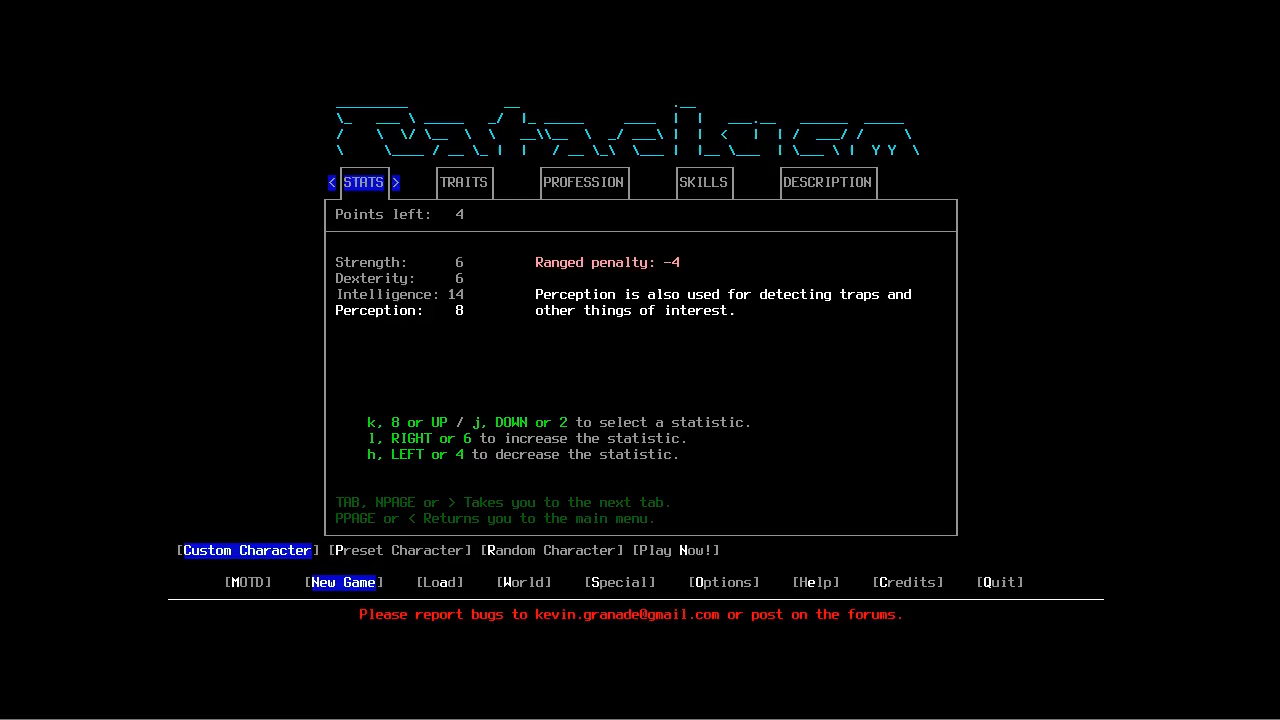 Cataclysm
< STATS > TRAITS PROFESSION SKILLS DESCRIPTION
Points left: 4
Strength: 6 Ranged penalty: -4
Dexterity: 6
Intelligence: 14 Perception is also used for detecting traps and
Perception: 8 other things of interest.
k, 8 or UP / j, DOWN or 2 to select a statistic.
l, RIGHT or 6 to increase the statistic.
h, LEFT or 4 to decrease the statistic.
TAB, NPAGE or > Takes you to the next tab.
PPAGE or < Returns you to the main menu.
[Custom Character] [Preset Character] [Random Character] [Play Now!]
[MOTD] [New Game] [Load] [World] [Special] [Options] [Help] [Credits] [Quit]
Please report bugs to kevin.granade@gmail.com or post on the forums.